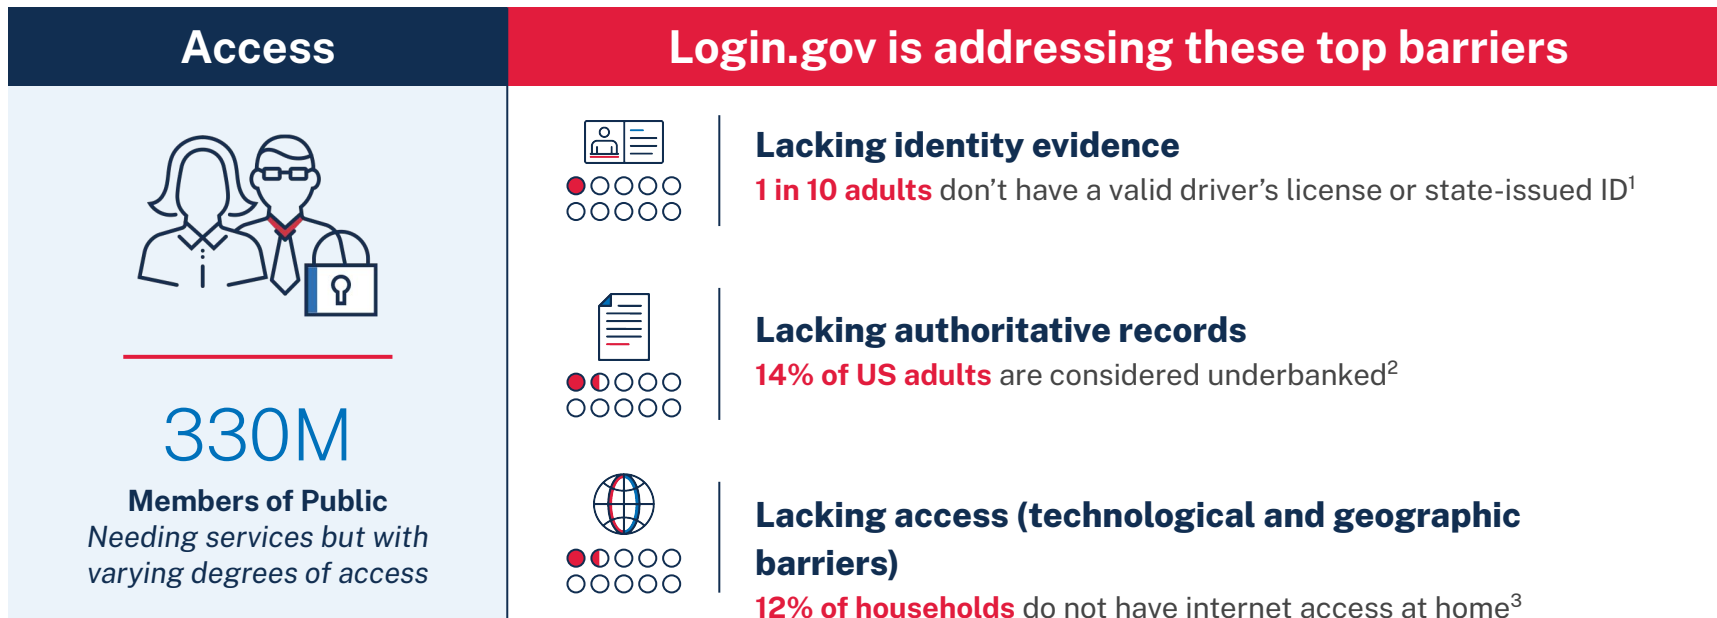 Access
Login.gov is addressing these top barriers
330M
Members of Public
Needing services but with
varying degrees of access
Lacking identity evidence
1 in 10 adults don’t have a valid driver’s license or state-issued ID¹
Lacking authoritative records
14% of US adults are considered underbanked²
Lacking access (technological and geographic
barriers)
12% of households do not have internet access at home³